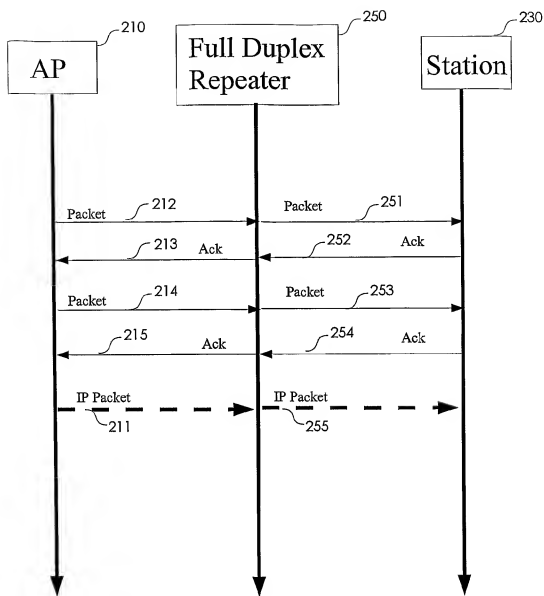 210
250
230
AP
Full Duplex
Repeater
Station
Packet
212
Packet
251
213
Ack
252
Ack
Packet
214
Packet
253
215
Ack
254
Ack
IP Packet
211
IP Packet
255